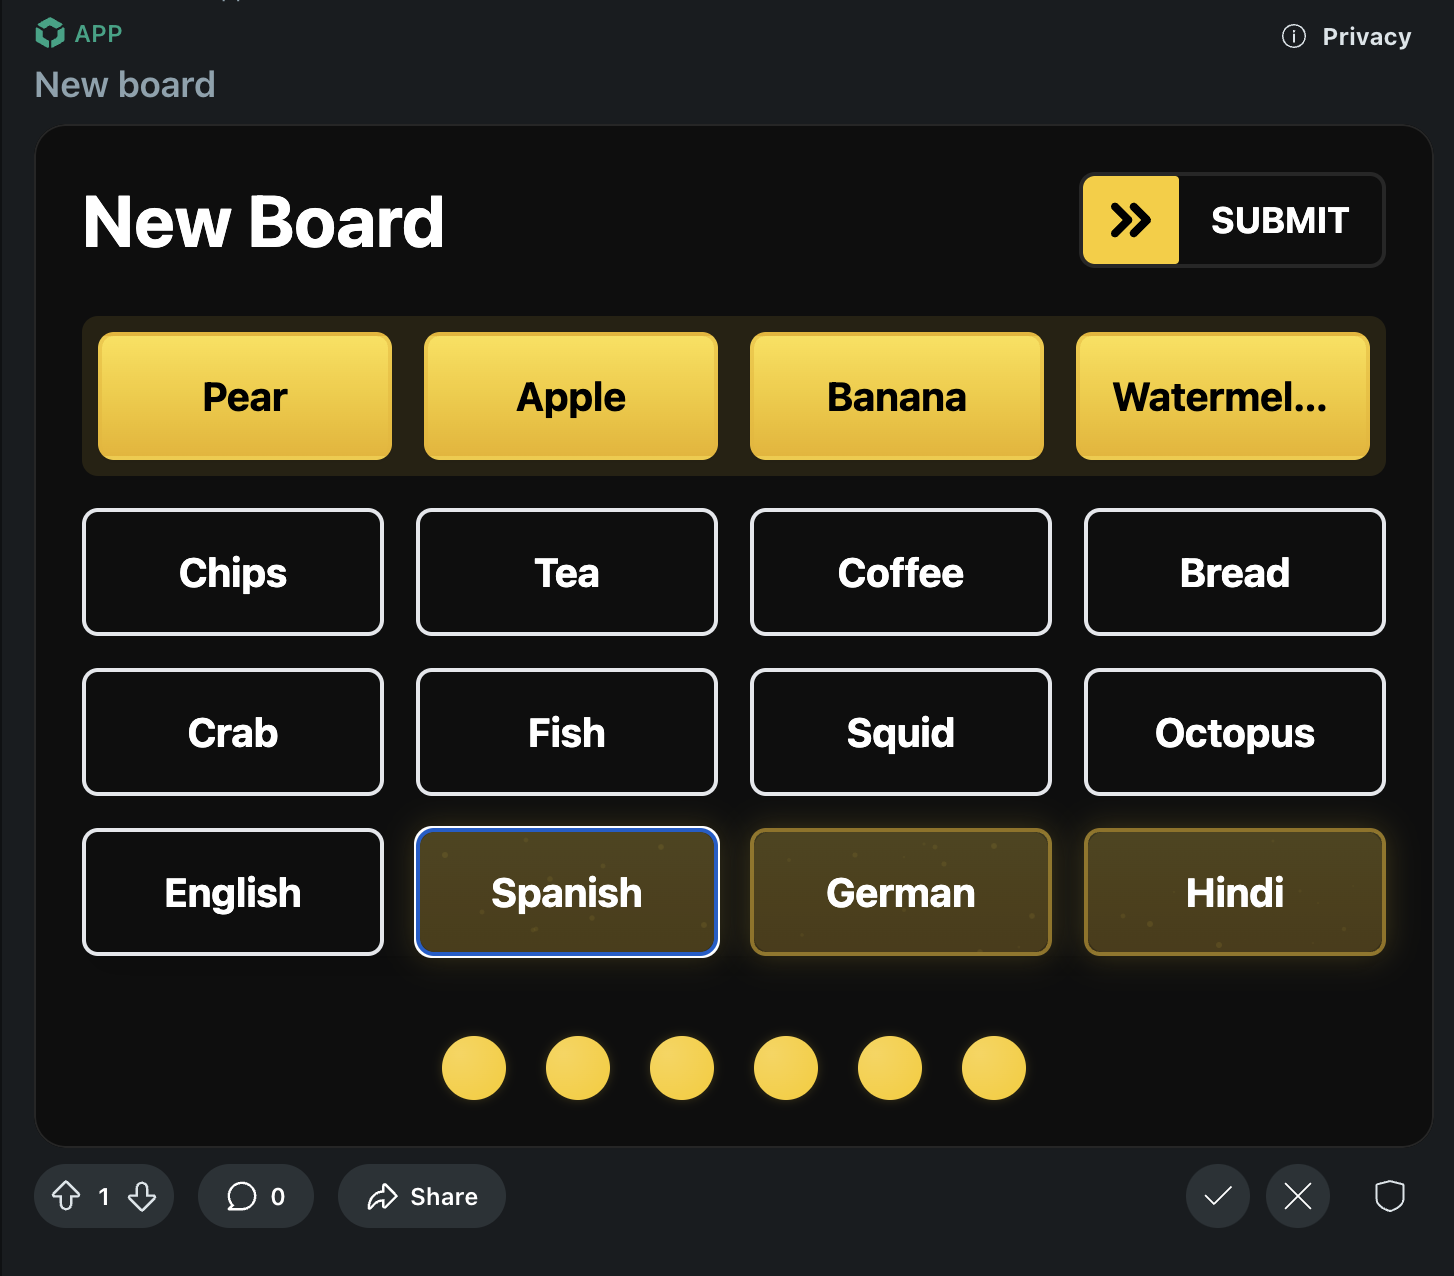 APP
Privacy
New board
New Board
SUBMIT
Pear Apple Banana Watermel...
Chips Tea Coffee Bread
Crab Fish Squid Octopus
English Spanish German Hindi
1 0 Share